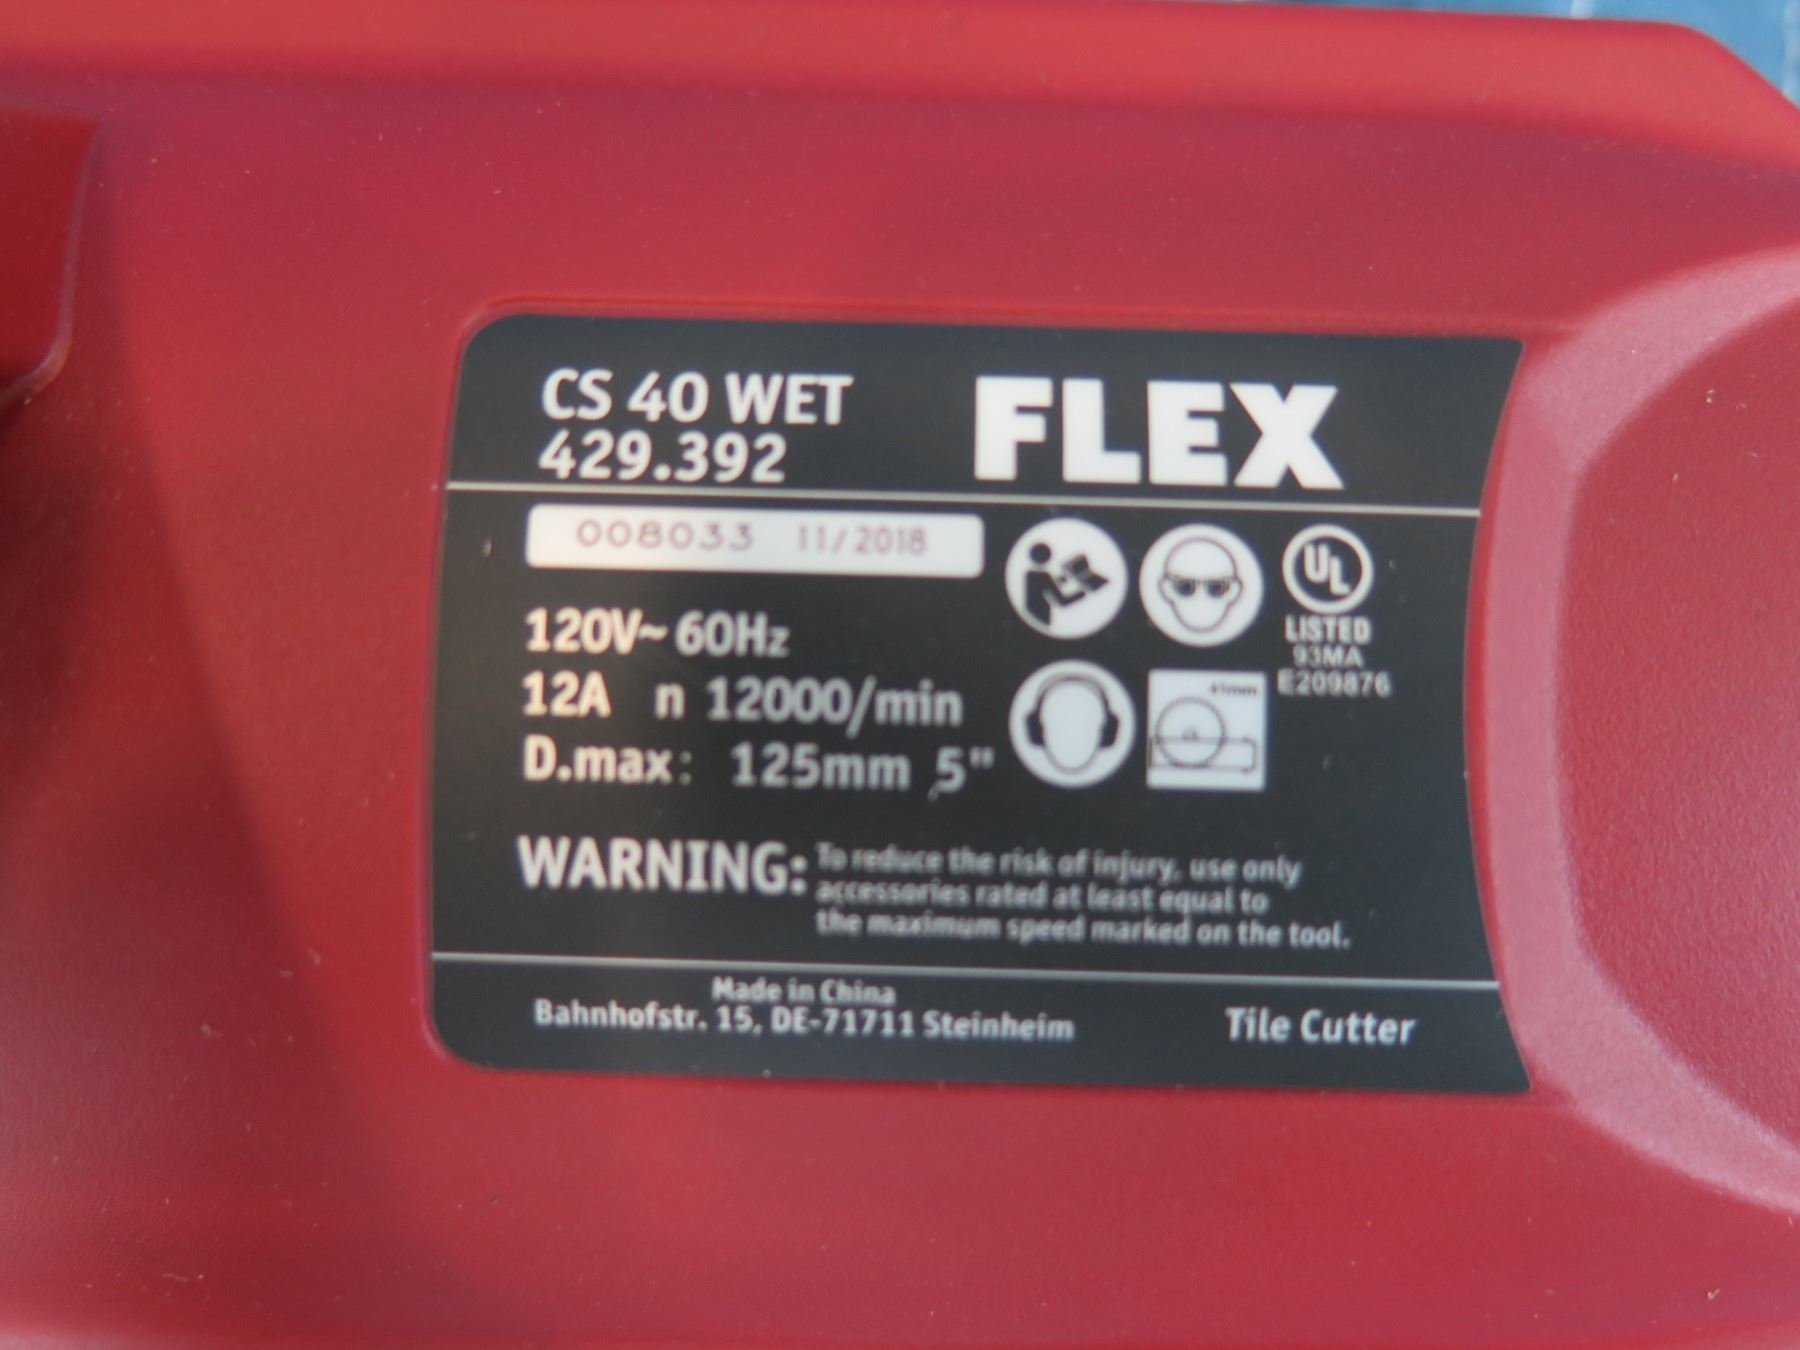 CS 40 WET
429.392
FLEX
008033 11/2018
UL
LISTED
93MA
E209876
120V~ 60Hz
12A n 12000/min
D.max: 125mm 5"
WARNING: To reduce the risk of injury, use only
accessories rated at least equal to
the maximum speed marked on the tool.
Made in China
Bahnhofstr. 15, DE-71711 Steinheim
Tile Cutter